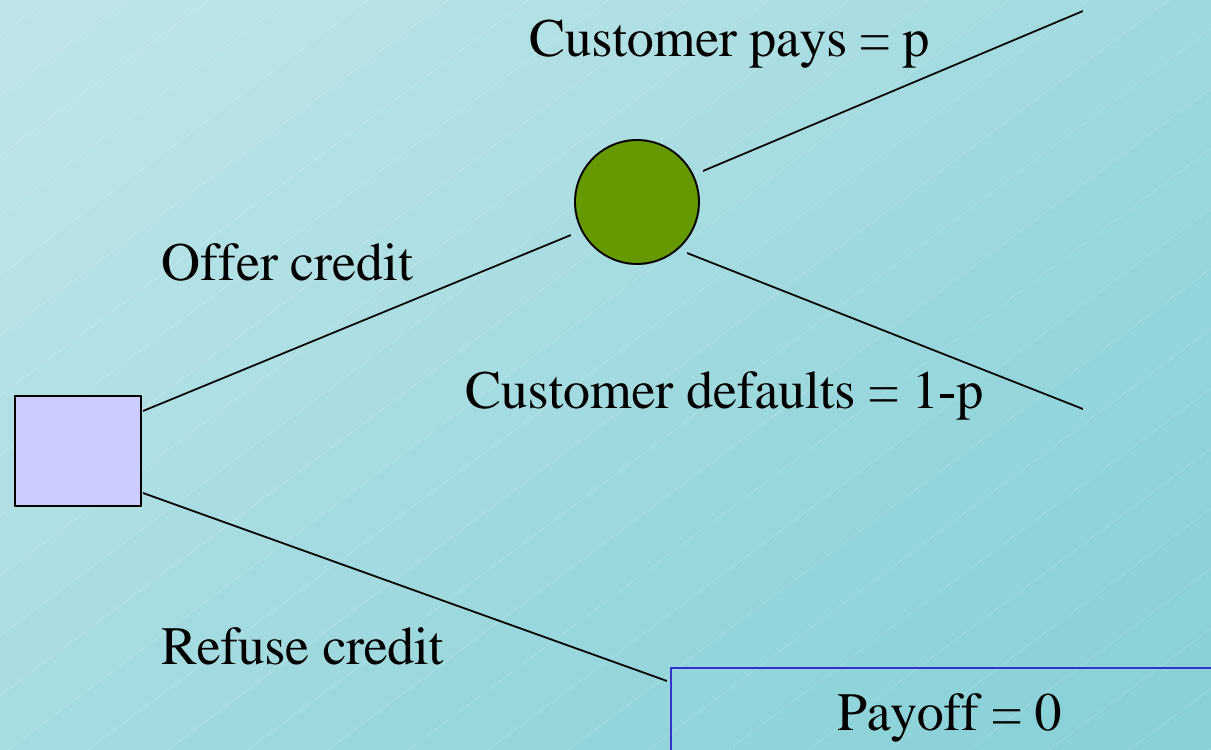 Customer pays = p
Offer credit
Customer defaults = 1-p
Refuse credit
Payoff = 0